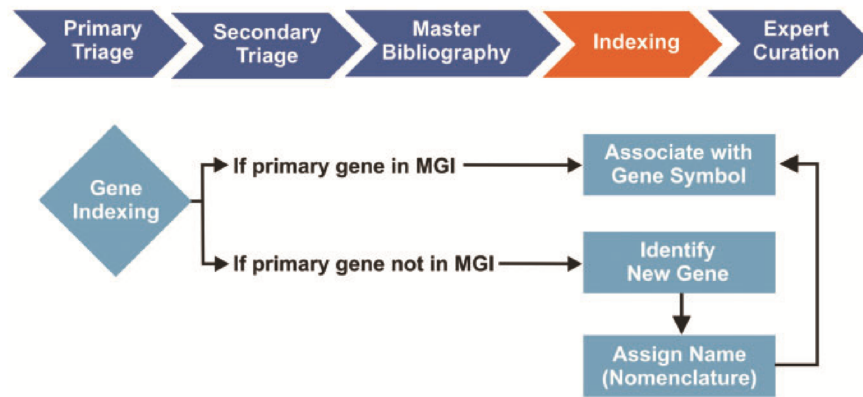 Primary
Triage
Secondary
Triage
Master
Bibliography
Indexing
Expert
Curation
Gene
Indexing
If primary gene in MGI
Associate with
Gene Symbol
If primary gene not in MGI
Identify
New Gene
Assign Name
(Nomenclature)